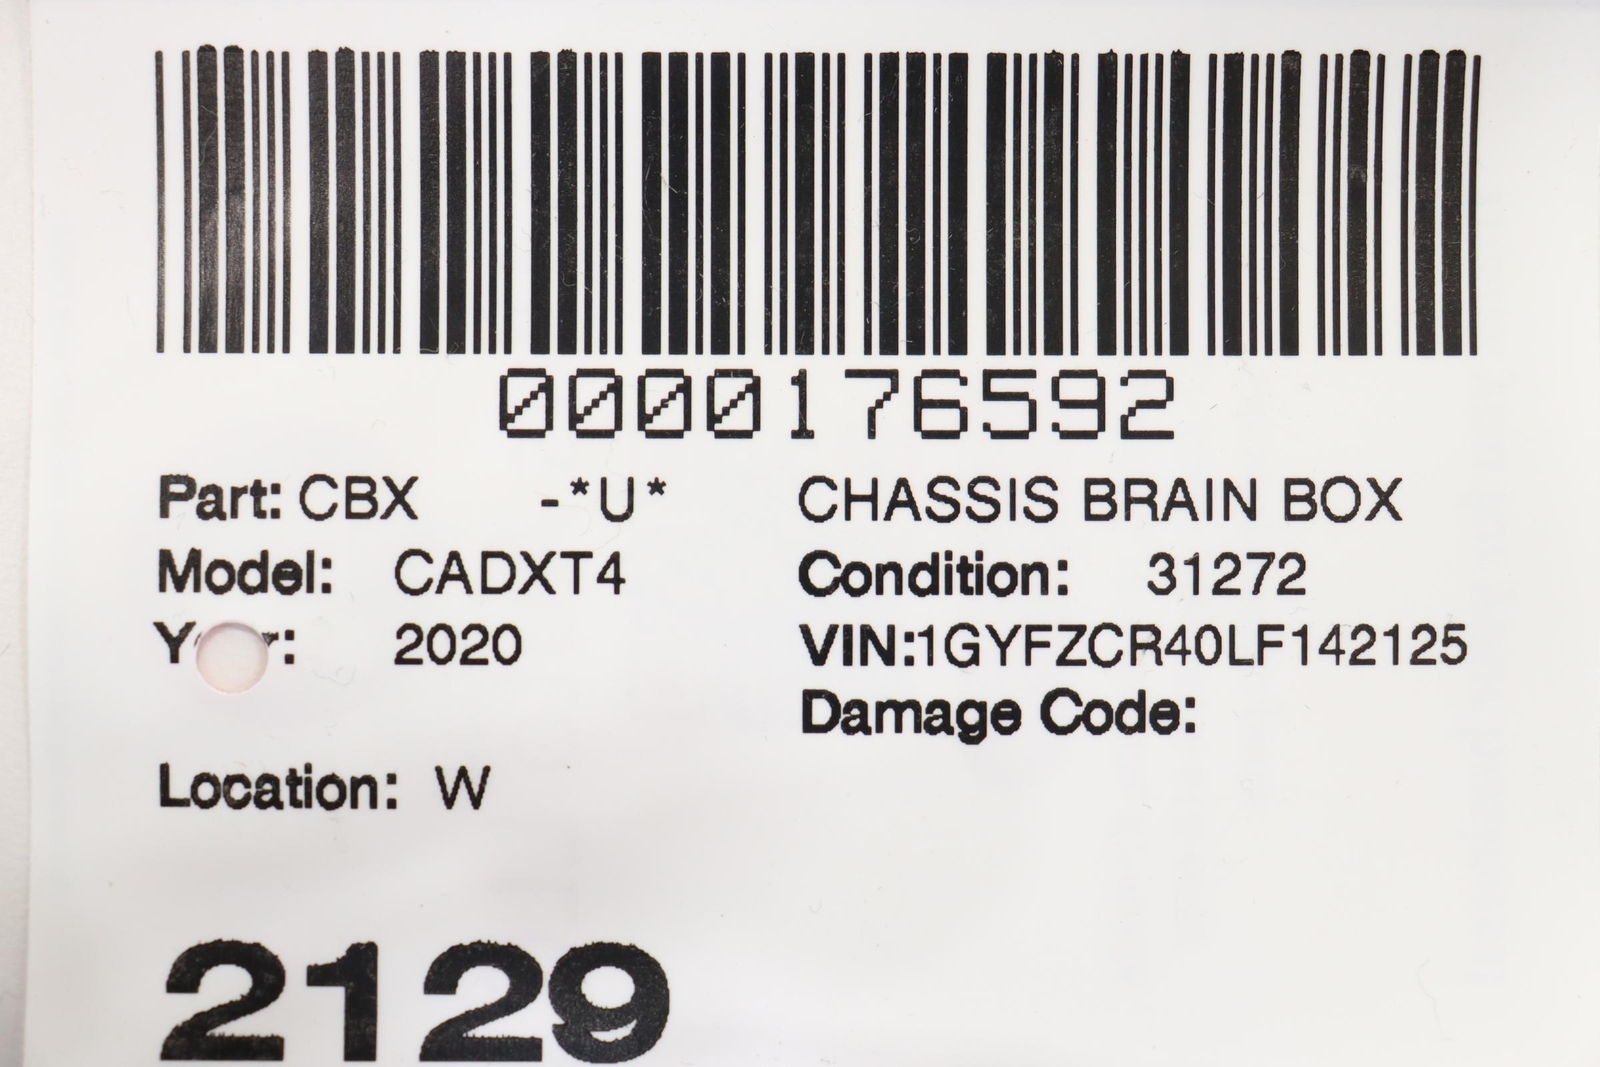 0000176592
Part: CBX -*U* CHASSIS BRAIN BOX
Model: CADXT4 Condition: 31272
2020 VIN:1GYFZCR40LF142125
Damage Code:
Location: W
2129